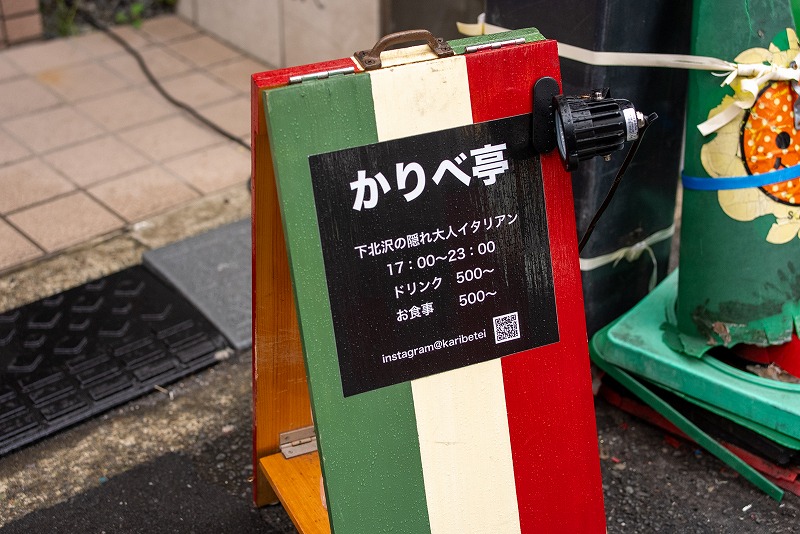 かりべ亭
下北沢の隠れ大人イタリアン
17：00〜23：00
ドリンク　500〜
お食事　500〜
instagram@karibetei